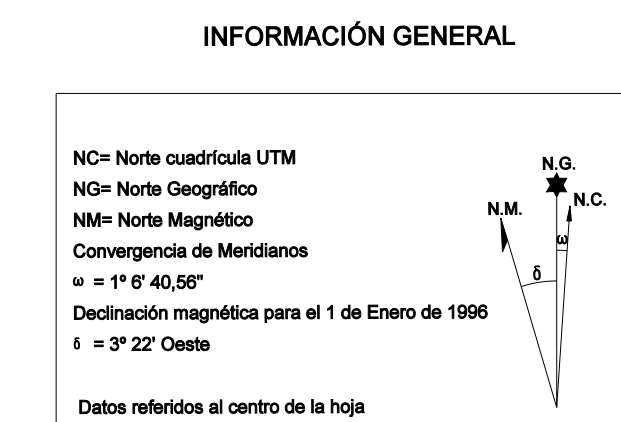 INFORMACIÓN GENERAL
NC= Norte cuadrícula UTM
NG= Norte Geográfico
NM= Norte Magnético
Convergencia de Meridianos
ω = 1º 6' 40,56"
Declinación magnética para el 1 de Enero de 1996
δ = 3º 22' Oeste
Datos referidos al centro de la hoja
N.G.
N.C.
N.M.
ω
δ